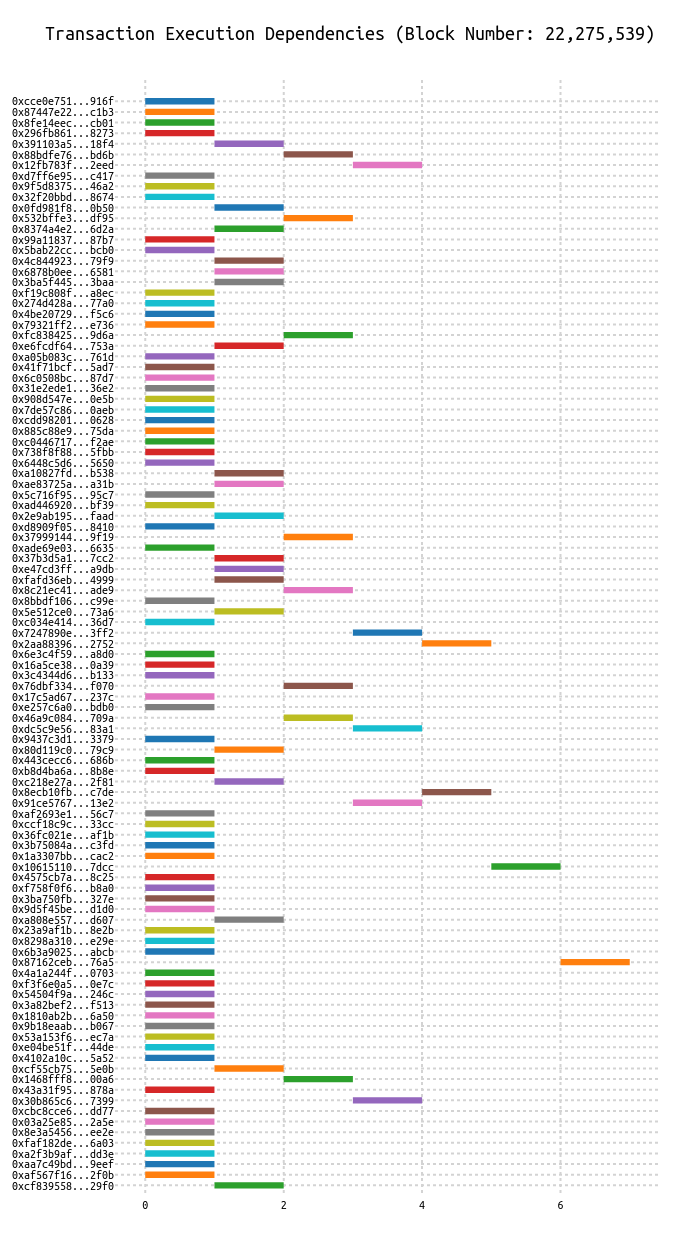 Transaction Execution Dependencies (Block Number: 22,275,539)
0xcce0e751...916f
0x87447e22...c1b3
0x8fe14eec...cb01
0x296fb861...8273
0x391103a5...18f4
0x88bdfe76...bd6b
0x12fb783f...2eed
0xd7ff6e95...c417
0x9f5d8375...46a2
0x32f20bbd...8674
0x0fd981f8...0b50
0x532bffe3...df95
0x8374a4e2...6d2a
0x99a11837...87b7
0x5bab22cc...bcb0
0x4c844923...79f9
0x6878b0ee...6581
0x3ba5f445...3baa
0xf19c808f...a8ec
0x274d428a...77a0
0x4be20729...f5c6
0x79321ff2...e736
0xfc838425...9d6a
0xe6fcdf64...753a
0xa05b083c...761d
0x41f71bcf...5ad7
0x6c0508bc...87d7
0x31e2ede1...36e2
0x908d547e...0e5b
0x7de57c86...0aeb
0xcdd98201...0628
0x885c88e9...75da
0xc0446717...f2ae
0x738f8f88...5fbb
0x6448c5d6...5650
0xa10827fd...b538
0xae83725a...a31b
0x5c716f95...95c7
0xad446920...bf39
0x2e9ab195...faad
0xd8909f05...8410
0x37999144...9f19
0xade69e03...6635
0x37b3d5a1...7cc2
0xe47cd3ff...a9db
0xfafd36eb...4999
0x8c21ec41...ade9
0x8bbdf106...c99e
0x5e512ce0...73a6
0xc034e414...36d7
0x7247890e...3ff2
0x2aa88396...2752
0x6e3c4f59...a8d0
0x16a5ce38...0a39
0x3c4344d6...b133
0x76dbf334...f070
0x17c5ad67...237c
0xe257c6a0...bdb0
0x46a9c084...709a
0xdc5c9e56...83a1
0x9437c3d1...3379
0x80d119c0...79c9
0x443cecc6...686b
0xb8d4ba6a...8b8e
0xc218e27a...2f81
0x8ecb10fb...c7de
0x91ce5767...13e2
0xaf2693e1...56c7
0xccf18c9c...33cc
0x36fc021e...af1b
0x3b75084a...c3fd
0x1a3307bb...cac2
0x10615110...7dcc
0x4575cb7a...8c25
0xf758f0f6...b8a0
0x3ba750fb...327e
0x9d5f45be...d1d0
0xa808e557...d607
0x23a9af1b...8e2b
0x8298a310...e29e
0x6b3a9025...abcb
0x87162ceb...76a5
0x4a1a244f...0703
0xf3f6e0a5...0e7c
0x54504f9a...246c
0x3a82bef2...f513
0x1810ab2b...6a50
0x9b18eaab...b067
0x53a153f6...ec7a
0xe04be51f...44de
0x4102a10c...5a52
0xcf55cb75...5e0b
0x1468fff8...00a6
0x43a31f95...878a
0x30b865c6...7399
0xcbc8cce6...dd77
0x03a25e85...2a5e
0x8e3a5456...ee2e
0xfaf182de...6a03
0xa2f3b9af...dd3e
0xaa7c49bd...9eef
0xaf567f16...2f0b
0xcf839558...29f0
0 2 4 6